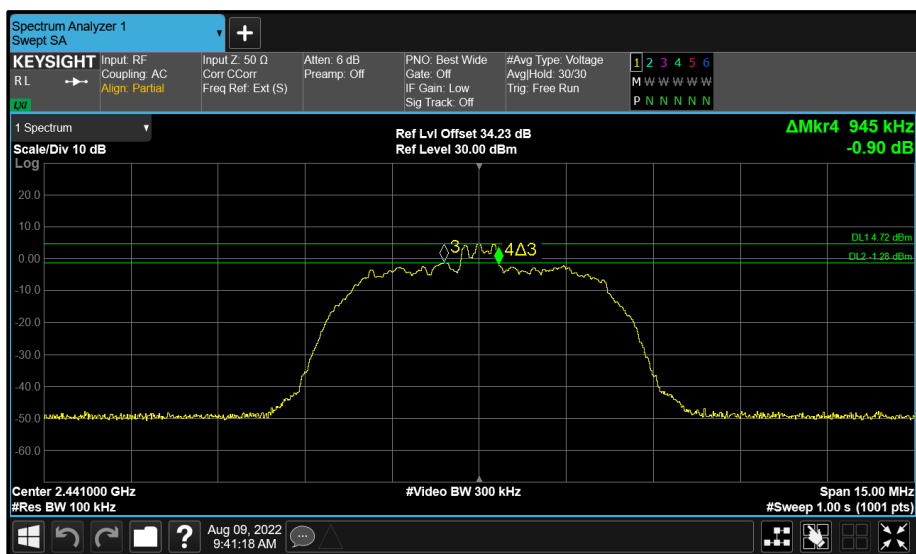 Spectrum Analyzer 1
Swept SA
+
KEYSIGHT Input: RF Input Z: 50 Ω Atten: 6 dB PNO: Best Wide #Avg Type: Voltage 1 2 3 4 5 6
RL Coupling: AC Corr CCorr Preamp: Off Gate: Off Avg|Hold: 30/30 M W W W W W
Align: Partial Freq Ref: Ext (S) IF Gain: Low Trig: Free Run
LXI Sig Track: Off P N N N N N
1 Spectrum Ref Lvl Offset 34.23 dB ΔMkr4 945 kHz
Scale/Div 10 dB Ref Level 30.00 dBm -0.90 dB
Log
20.0
10.0
DL1 4.72 dBm
3 4Δ3
0.00 DL2 -1.28 dBm
-10.0
-20.0
-30.0
-40.0
-50.0
-60.0
Center 2.441000 GHz #Video BW 300 kHz Span 15.00 MHz
#Res BW 100 kHz #Sweep 1.00 s (1001 pts)
? Aug 09, 2022
9:41:18 AM